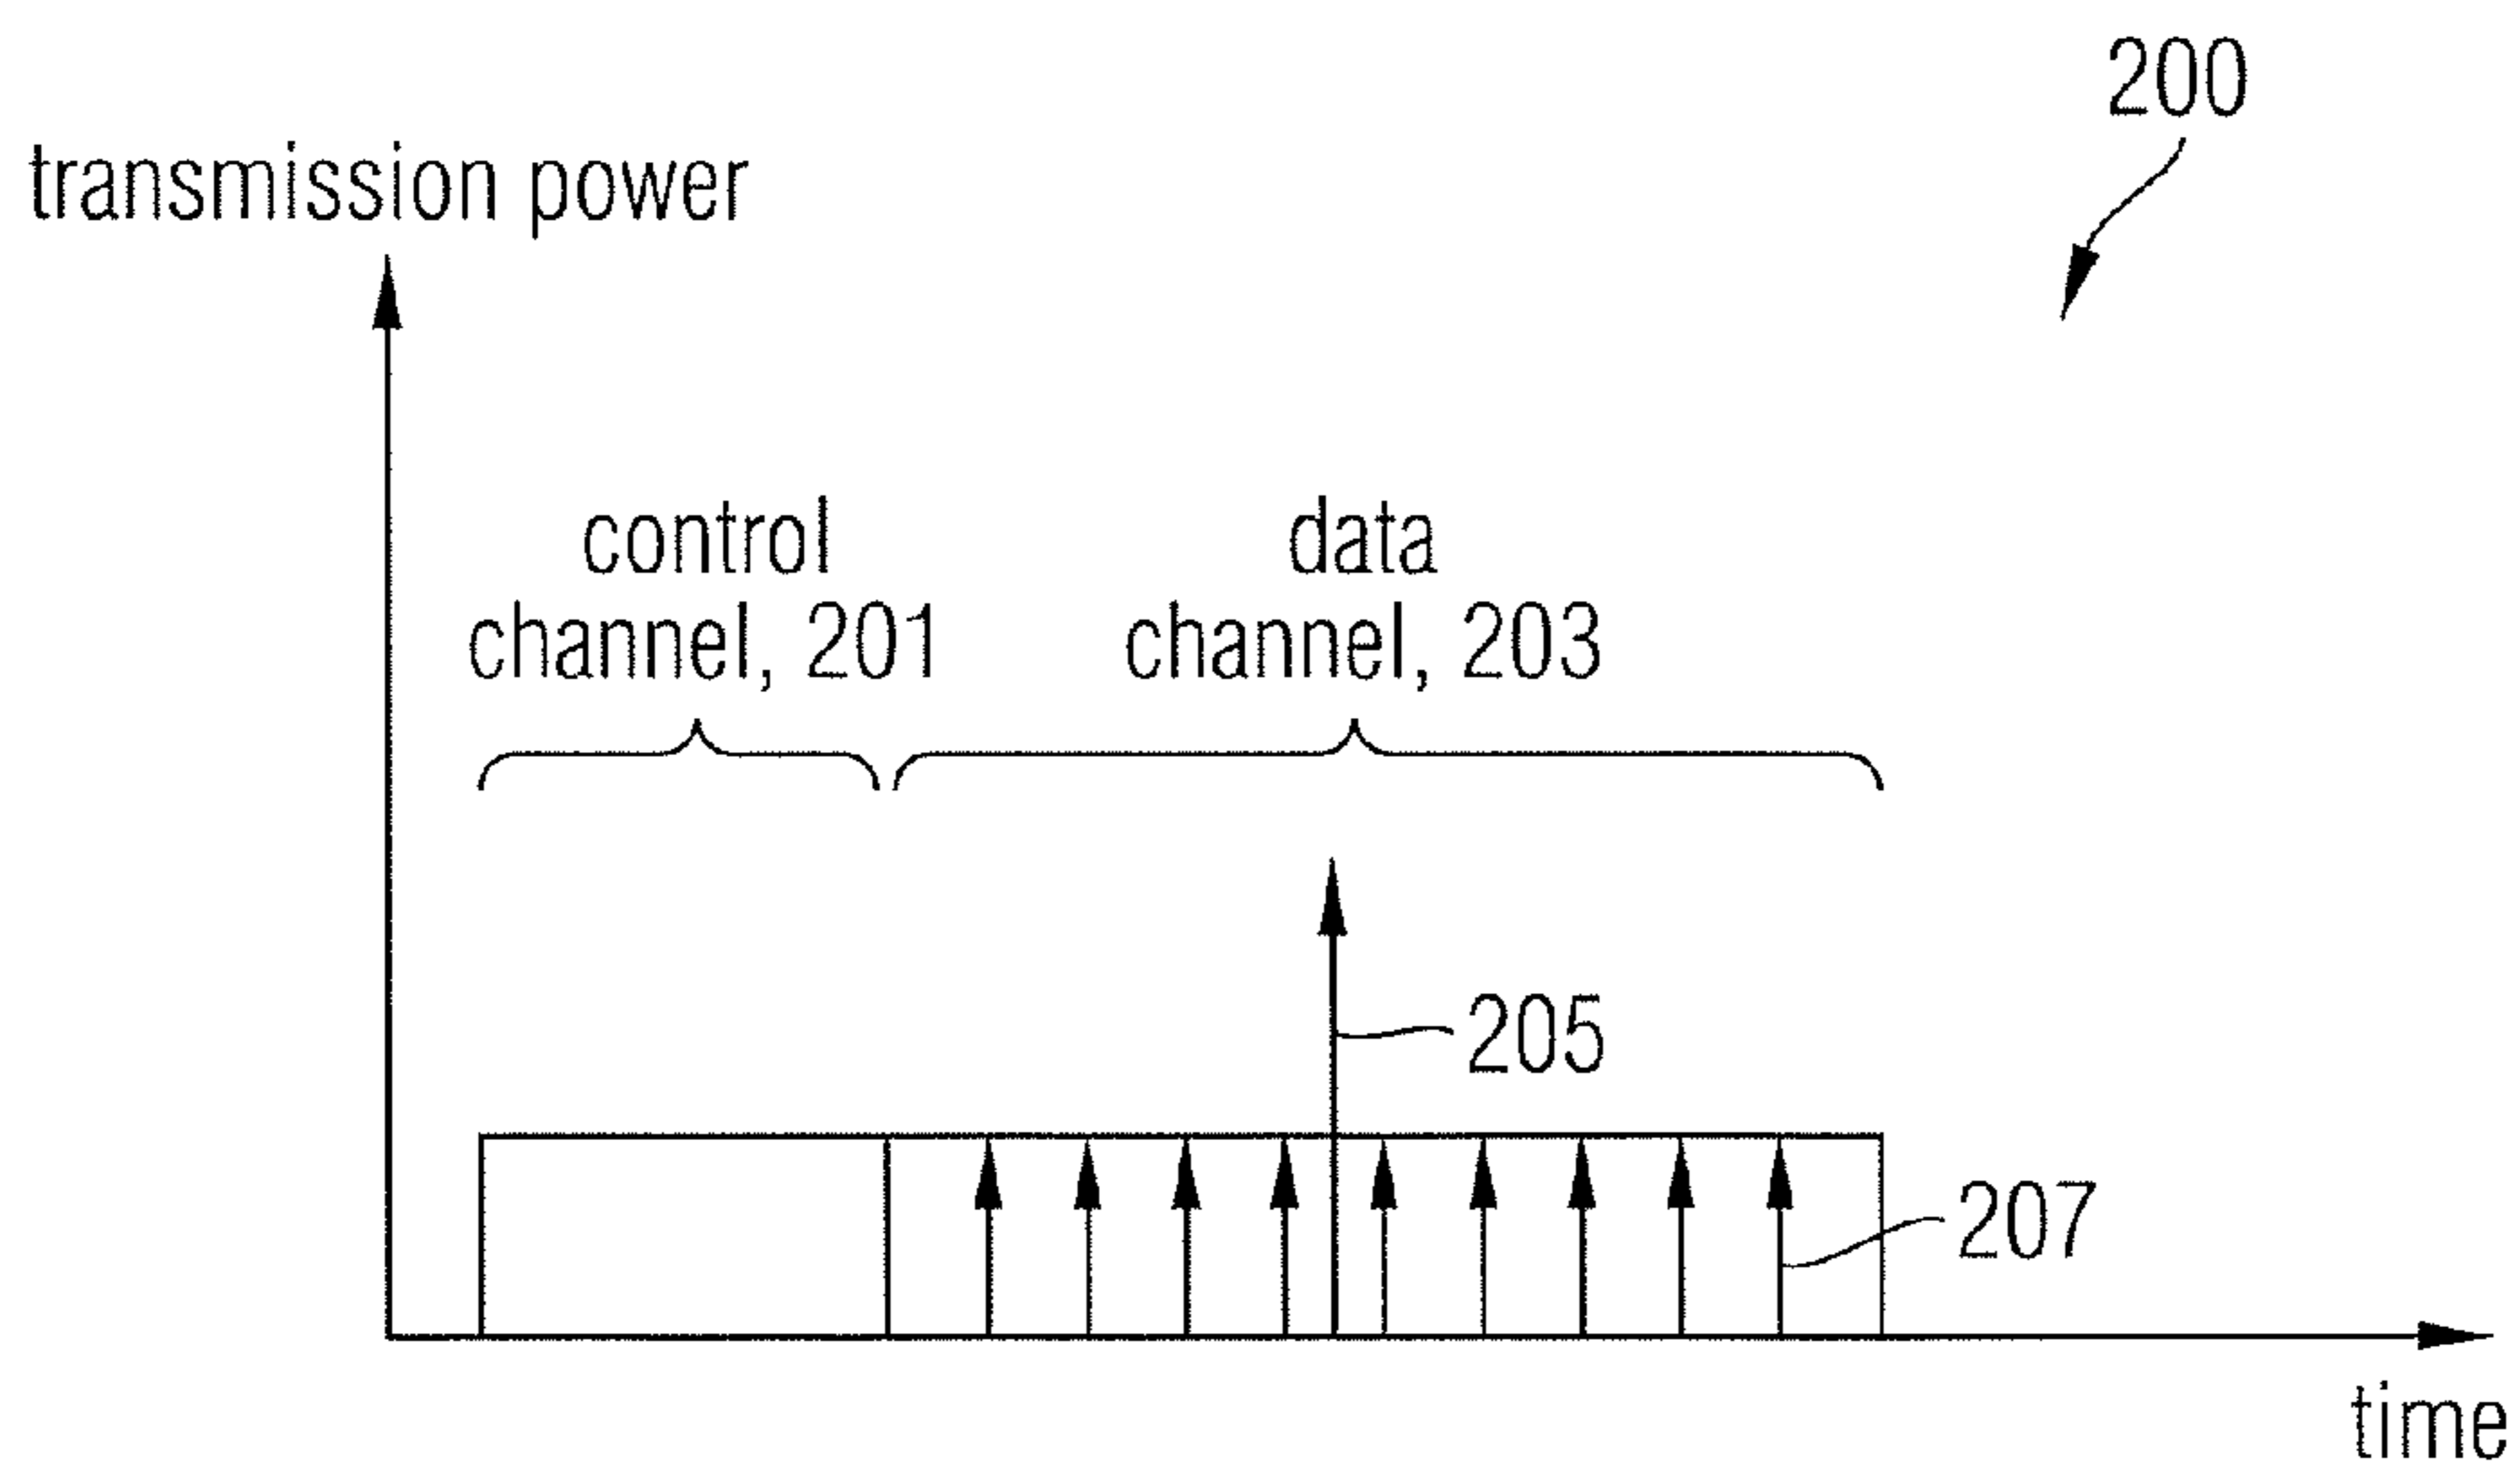 200
transmission power
control
channel, 201
data
channel, 203
205
207
time